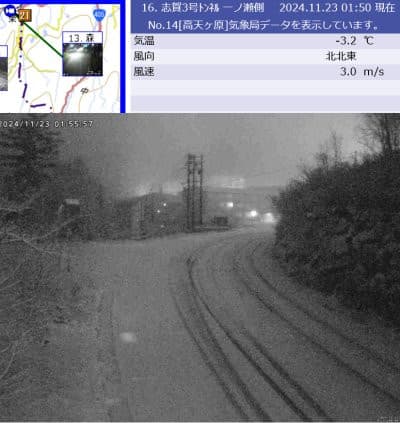 16. 志賀3号ﾄﾝﾈﾙ 一ノ瀬側 2024.11.23 01:50 現在
No.14[高天ヶ原]気象局データを表示しています。
21
13. 森
気温 -3.2 ℃
風向 北北東
風速 3.0 m/s
2024/11/23 01:55:57